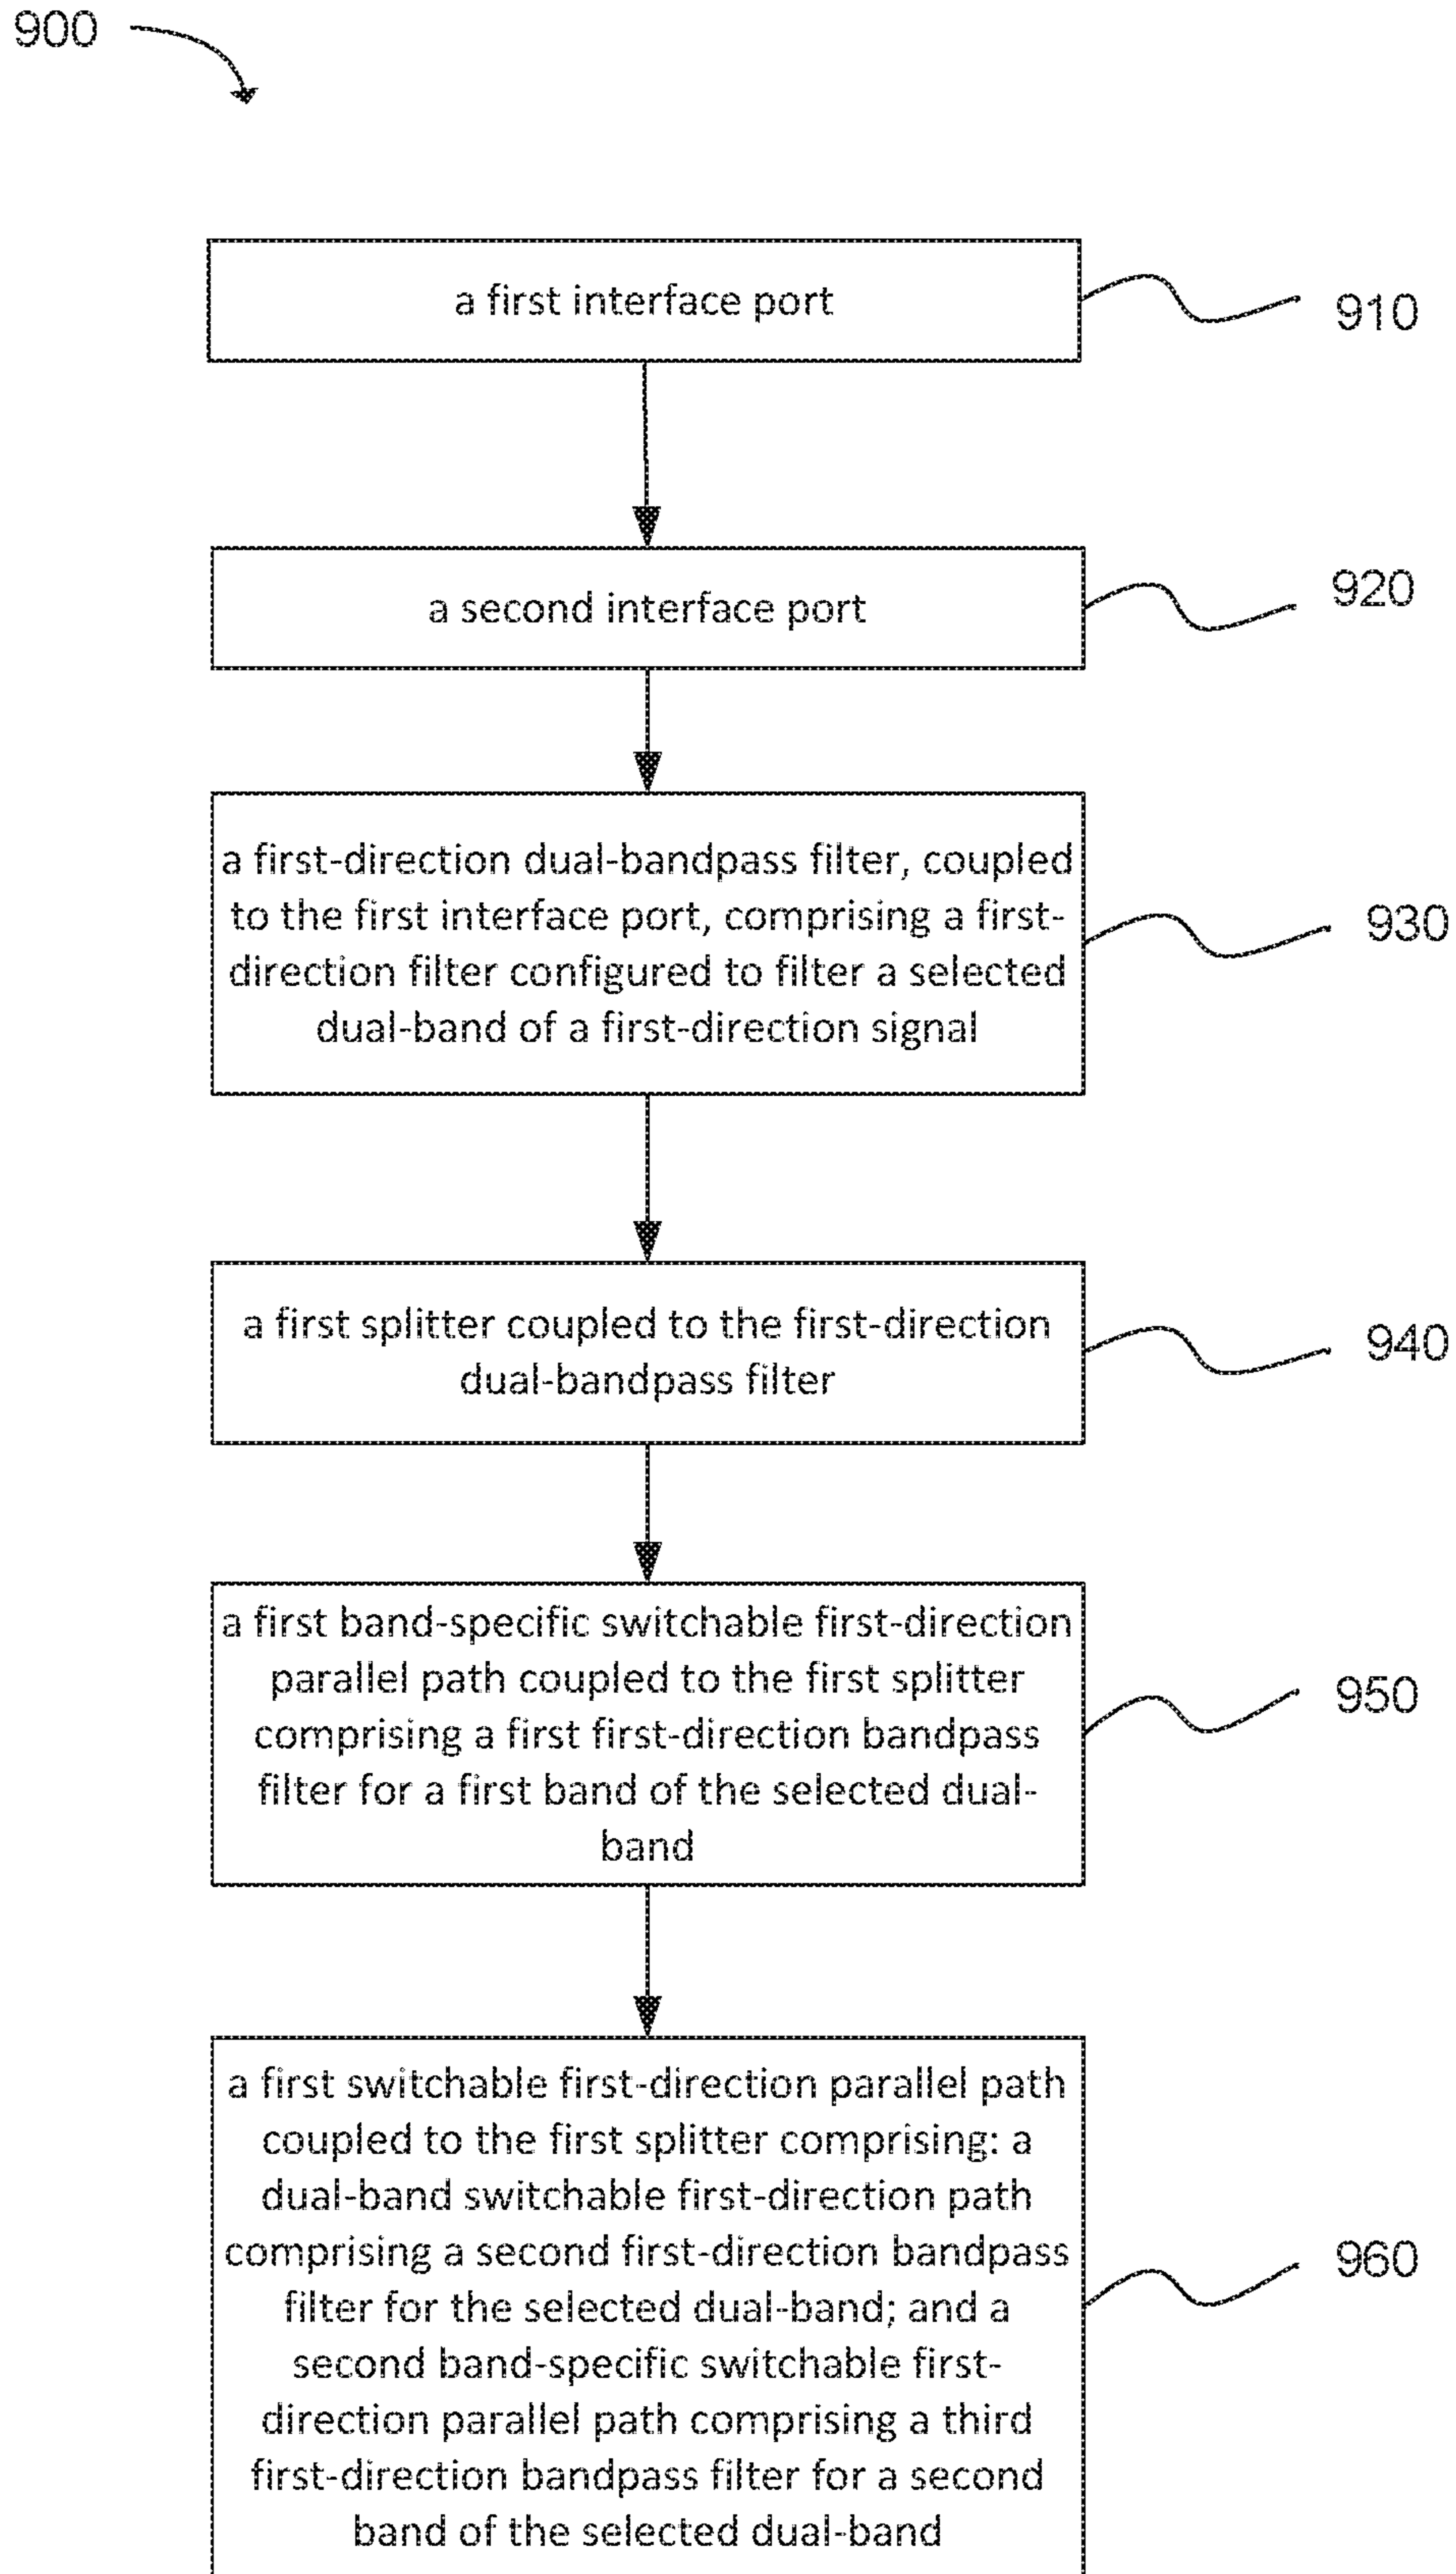 900
a first interface port
910
a second interface port
920
a first-direction dual-bandpass filter, coupled
to the first interface port, comprising a first-
direction filter configured to filter a selected
dual-band of a first-direction signal
930
a first splitter coupled to the first-direction
dual-bandpass filter
940
a first band-specific switchable first-direction
parallel path coupled to the first splitter
comprising a first first-direction bandpass
filter for a first band of the selected dual-
band
950
a first switchable first-direction parallel path
coupled to the first splitter comprising: a
dual-band switchable first-direction path
comprising a second first-direction bandpass
filter for the selected dual-band; and a
second band-specific switchable first-
direction parallel path comprising a third
first-direction bandpass filter for a second
band of the selected dual-band
960